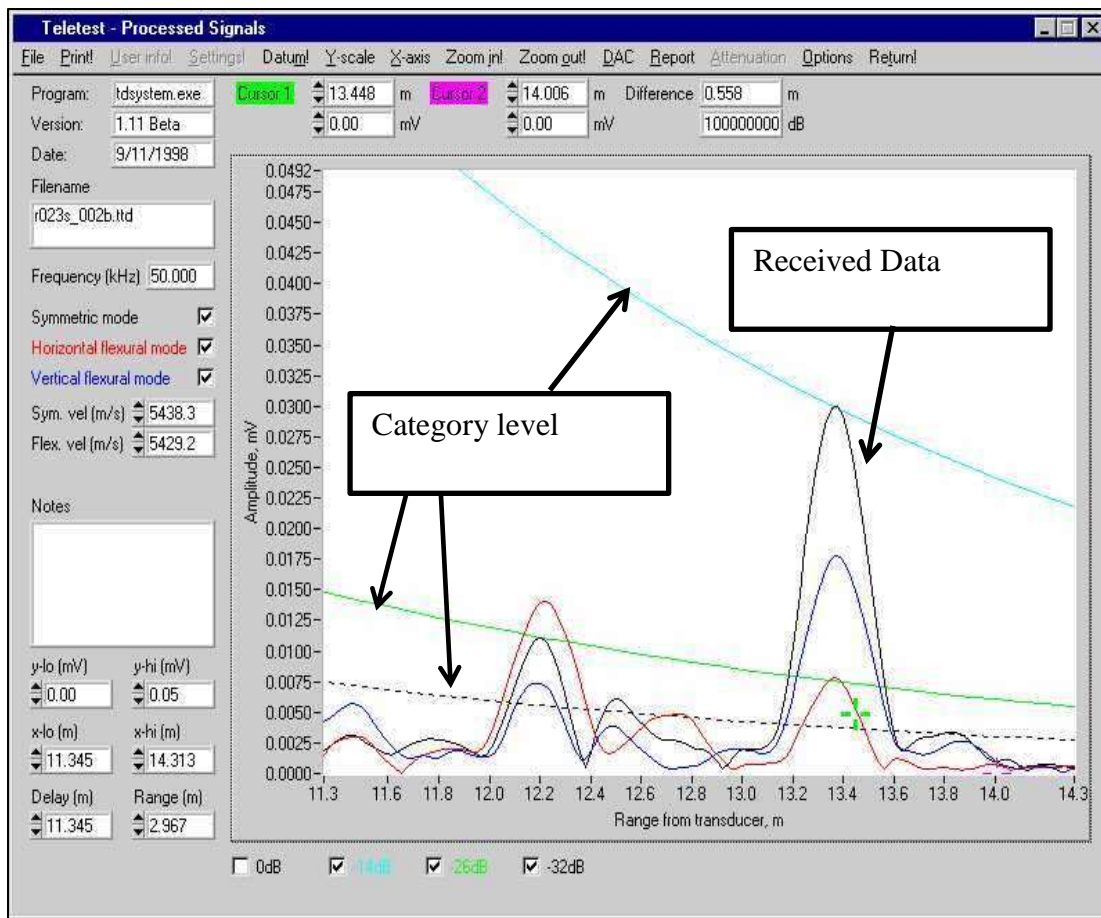 Teletest - Processed Signals
File Print! User info! Settings! Datum! Y-scale X-axis Zoom in! Zoom out! DAC Report Attenuation Options Return!
Program: tdsystem.exe Cursor 1 13.448 m Cursor 2 14.006 m Difference 0.558 m
Version: 1.11 Beta 0.00 mV 0.00 mV 100000000 dB
Date: 9/11/1998
Filename
r023s_002b.ttd
Frequency (kHz) 50.000
Symmetric mode
Horizontal flexural mode
Vertical flexural mode
Sym. vel (m/s) 5438.3
Flex. vel (m/s) 5429.2
Notes
y-lo (mV) y-hi (mV)
0.00 0.05
x-lo (m) x-hi (m)
11.345 14.313
Delay (m) Range (m)
11.345 2.967
Amplitude, mV
0.0492
0.0475
0.0450
0.0425
0.0400
0.0375
0.0350
0.0325
0.0300
0.0275
0.0250
0.0225
0.0200
0.0175
0.0150
0.0125
0.0100
0.0075
0.0050
0.0025
0.0000
Received Data
Category level
11.3 11.6 11.8 12.0 12.2 12.4 12.6 12.8 13.0 13.2 13.4 13.6 13.8 14.0 14.3
Range from transducer, m
0dB -14dB -26dB -32dB